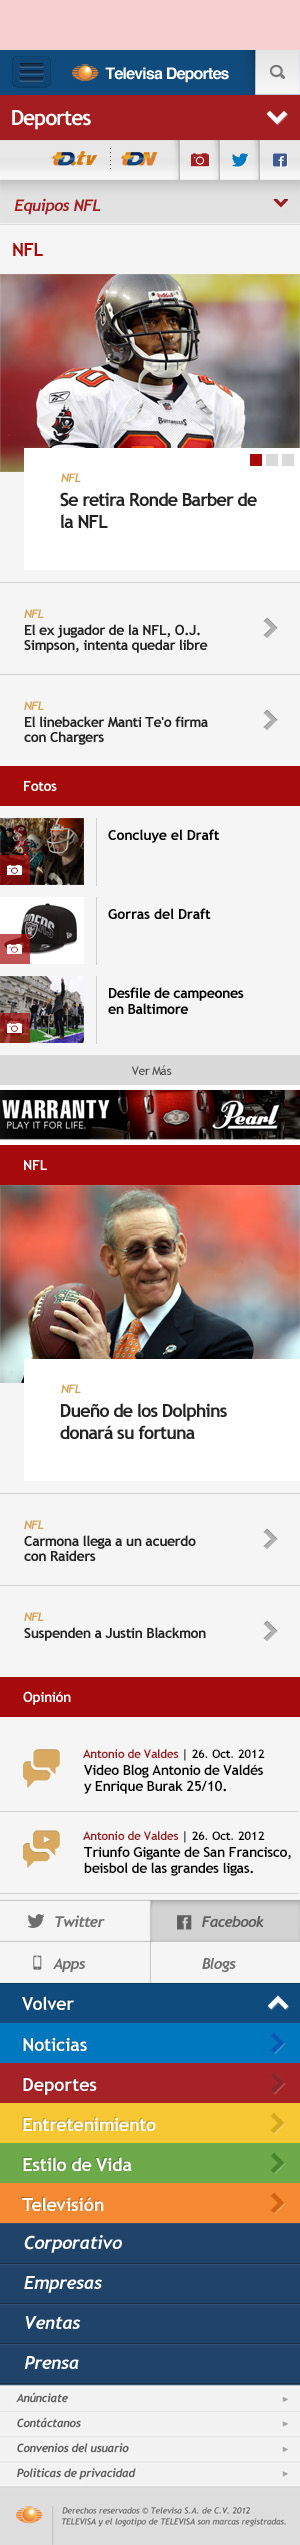 Televisa Deportes
Deportes
tD.tv tDN
Equipos NFL
NFL
20
Buccaneers
NFL
Se retira Ronde Barber de
la NFL
NFL
El ex jugador de la NFL, O.J.
Simpson, intenta quedar libre
NFL
El linebacker Manti Te'o firma
con Chargers
Fotos
Concluye el Draft
RAIDERS
Gorras del Draft
Desfile de campeones
en Baltimore
Ver Más
WARRANTY
PLAY IT FOR LIFE.
Pearl
NFL
NFL
Dueño de los Dolphins
donará su fortuna
NFL
Carmona llega a un acuerdo
con Raiders
NFL
Suspenden a Justin Blackmon
Opinión
Antonio de Valdes | 26. Oct. 2012
Video Blog Antonio de Valdés
y Enrique Burak 25/10.
Antonio de Valdes | 26. Oct. 2012
Triunfo Gigante de San Francisco,
beisbol de las grandes ligas.
Twitter Facebook
Apps Blogs
Volver
Noticias
Deportes
Entretenimiento
Estilo de Vida
Televisión
Corporativo
Empresas
Ventas
Prensa
Anúnciate
Contáctanos
Convenios del usuario
Politicas de privacidad
Derechos reservados © Televisa S.A. de C.V. 2012
TELEVISA y el logotipo de TELEVISA son marcas registradas.